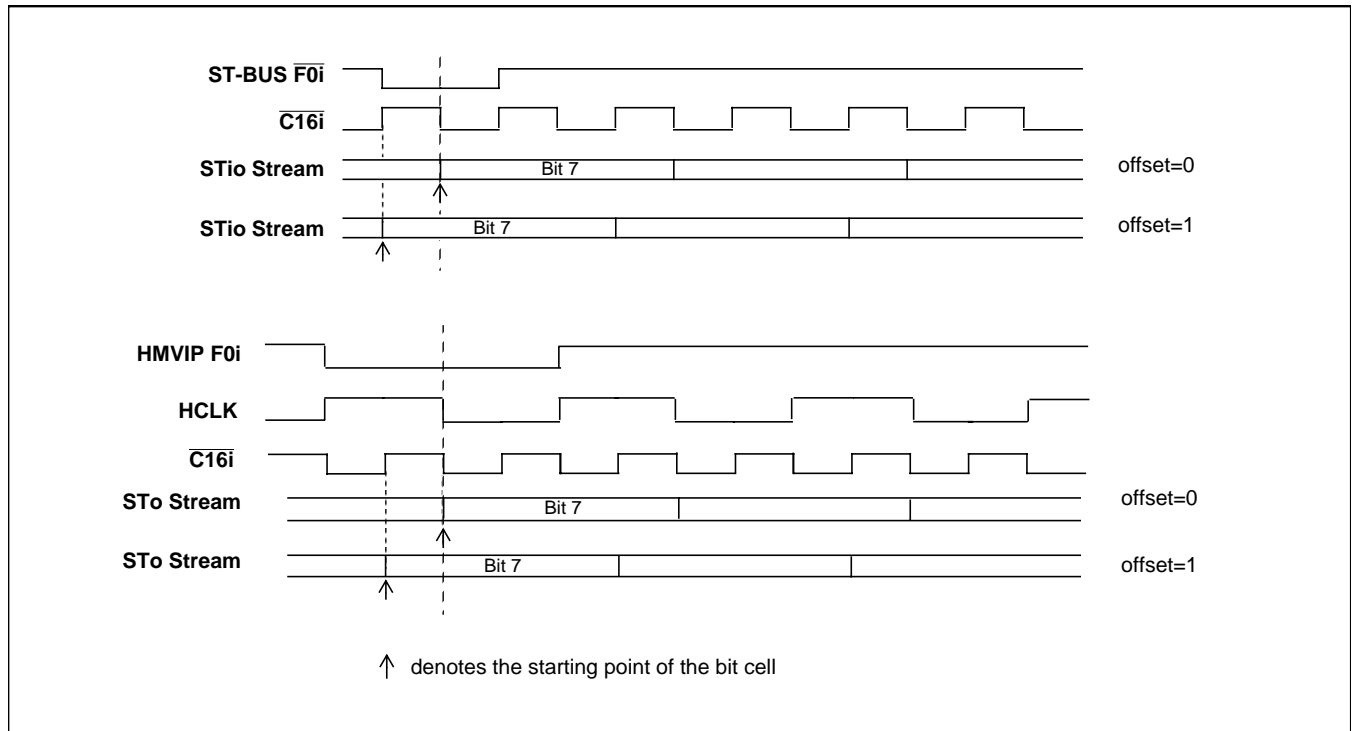 ST-BUS F0i
C16i
STio Stream Bit 7 offset=0
STio Stream Bit 7 offset=1
HMVIP F0i
HCLK
C16i
STo Stream Bit 7 offset=0
STo Stream Bit 7 offset=1
denotes the starting point of the bit cell